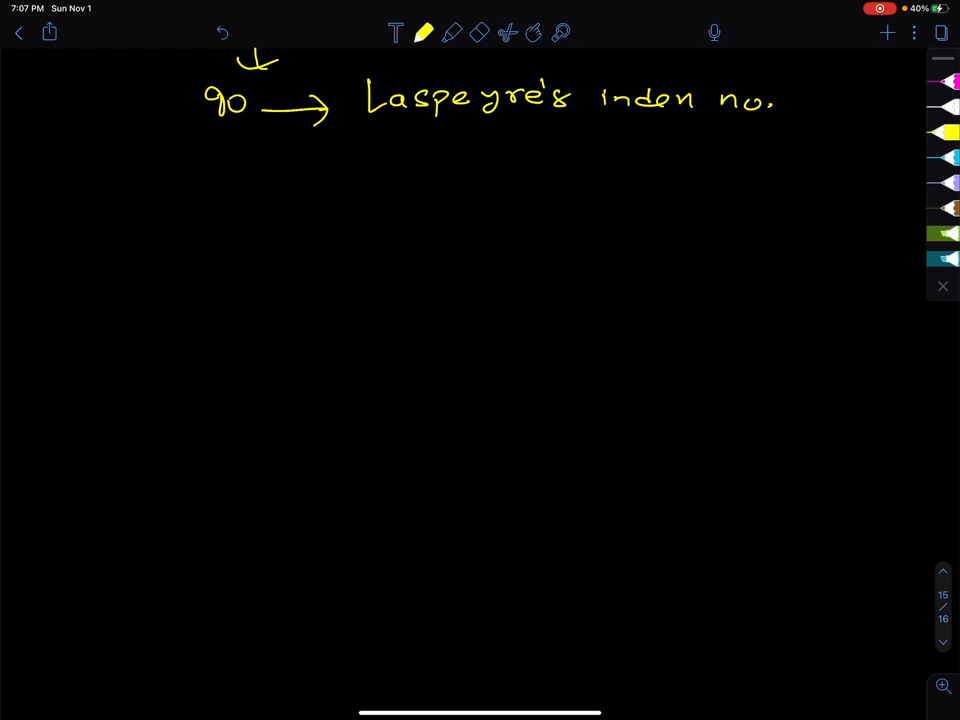 7:07 PM Sun Nov 1 40%
T
90 → Laspeyre's index no.
15
/
16